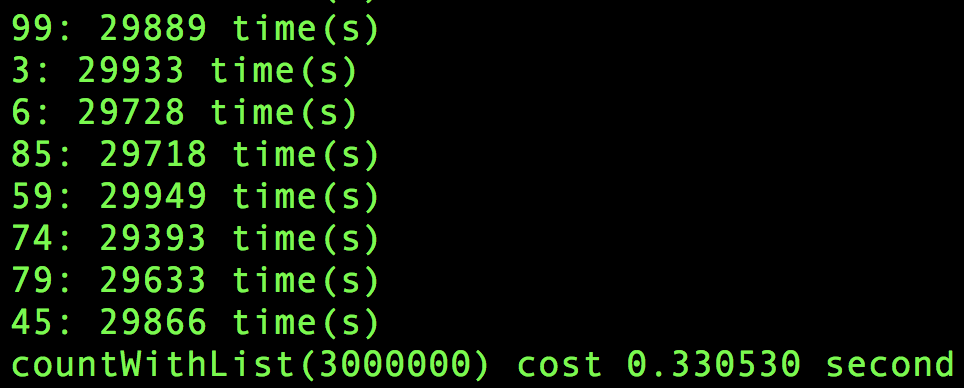 99: 29889 time(s)
3: 29933 time(s)
6: 29728 time(s)
85: 29718 time(s)
59: 29949 time(s)
74: 29393 time(s)
79: 29633 time(s)
45: 29866 time(s)
countWithList(3000000) cost 0.330530 second